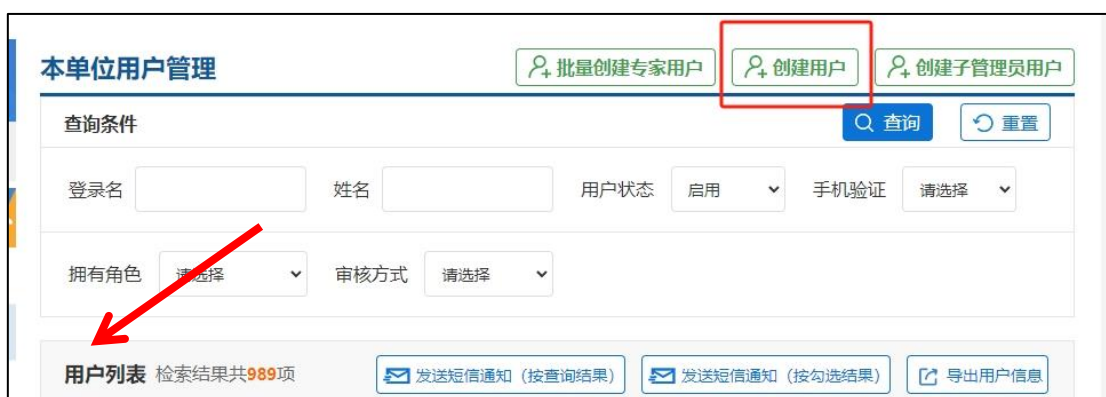 本单位用户管理 批量创建专家用户 创建用户 创建子管理员用户
查询条件 查询 重置
登录名 姓名 用户状态 启用 手机验证 请选择
拥有角色 请选择 审核方式 请选择
用户列表 检索结果共989项 发送短信通知（按查询结果） 发送短信通知（按勾选结果） 导出用户信息